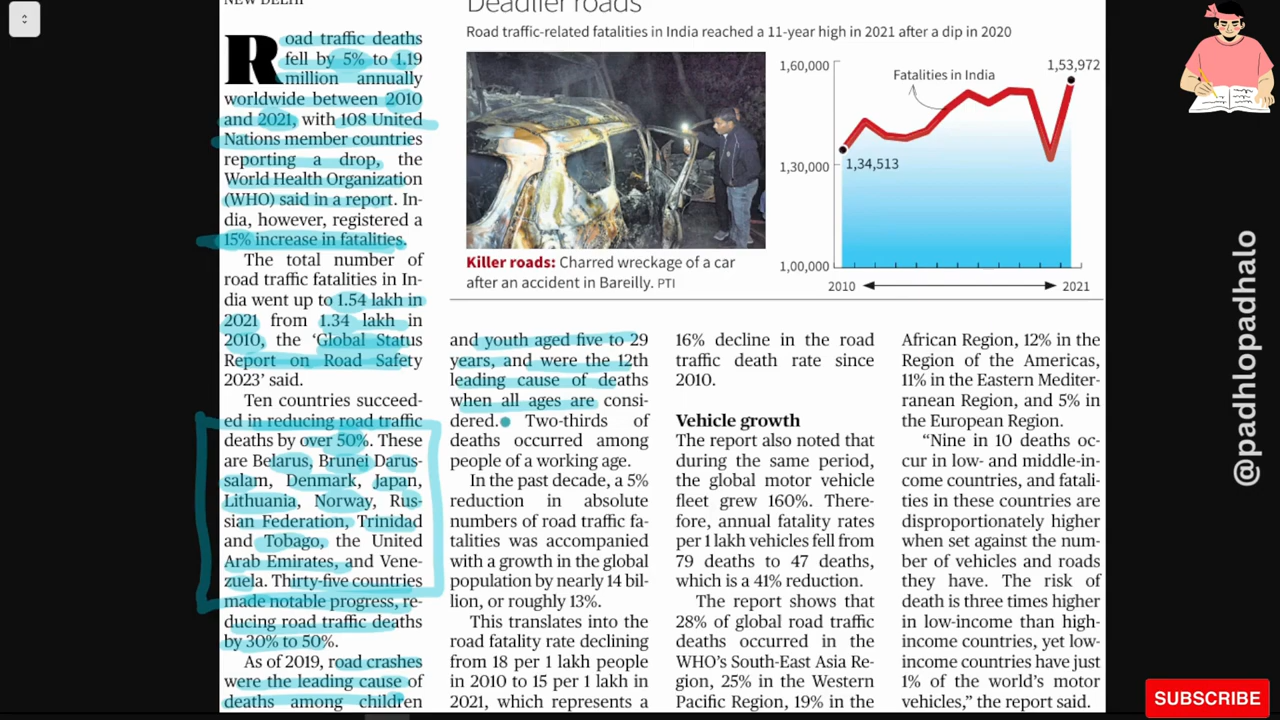 NEW DELHI
Road traffic deaths
fell by 5% to 1.19
million annually
worldwide between 2010
and 2021, with 108 United
Nations member countries
reporting a drop, the
World Health Organization
(WHO) said in a report. In-
dia, however, registered a
15% increase in fatalities.
The total number of
road traffic fatalities in In-
dia went up to 1.54 lakh in
2021 from 1.34 lakh in
2010, the ‘Global Status
Report on Road Safety
2023’ said.
Ten countries succeed-
ed in reducing road traffic
deaths by over 50%. These
are Belarus, Brunei Darus-
salam, Denmark, Japan,
Lithuania, Norway, Rus-
sian Federation, Trinidad
and Tobago, the United
Arab Emirates, and Vene-
zuela. Thirty-five countries
made notable progress, re-
ducing road traffic deaths
by 30% to 50%.
As of 2019, road crashes
were the leading cause of
deaths among children
Deadlier roads
Road traffic-related fatalities in India reached a 11-year high in 2021 after a dip in 2020
Killer roads: Charred wreckage of a car
after an accident in Bareilly. PTI
1,60,000
1,30,000
1,00,000
Fatalities in India
1,53,972
1,34,513
2010
2021
and youth aged five to 29
years, and were the 12th
leading cause of deaths
when all ages are consi-
dered. Two-thirds of
deaths occurred among
people of a working age.
In the past decade, a 5%
reduction in absolute
numbers of road traffic fa-
talities was accompanied
with a growth in the global
population by nearly 14 bil-
lion, or roughly 13%.
This translates into the
road fatality rate declining
from 18 per 1 lakh people
in 2010 to 15 per 1 lakh in
2021, which represents a
16% decline in the road
traffic death rate since
2010.
Vehicle growth
The report also noted that
during the same period,
the global motor vehicle
fleet grew 160%. There-
fore, annual fatality rates
per 1 lakh vehicles fell from
79 deaths to 47 deaths,
which is a 41% reduction.
The report shows that
28% of global road traffic
deaths occurred in the
WHO’s South-East Asia Re-
gion, 25% in the Western
Pacific Region, 19% in the
African Region, 12% in the
Region of the Americas,
11% in the Eastern Mediter-
ranean Region, and 5% in
the European Region.
“Nine in 10 deaths oc-
cur in low- and middle-in-
come countries, and fatali-
ties in these countries are
disproportionately higher
when set against the num-
ber of vehicles and roads
they have. The risk of
death is three times higher
in low-income than high-
income countries, yet low-
income countries have just
1% of the world’s motor
vehicles,” the report said.
@padhlopadhalo
SUBSCRIBE